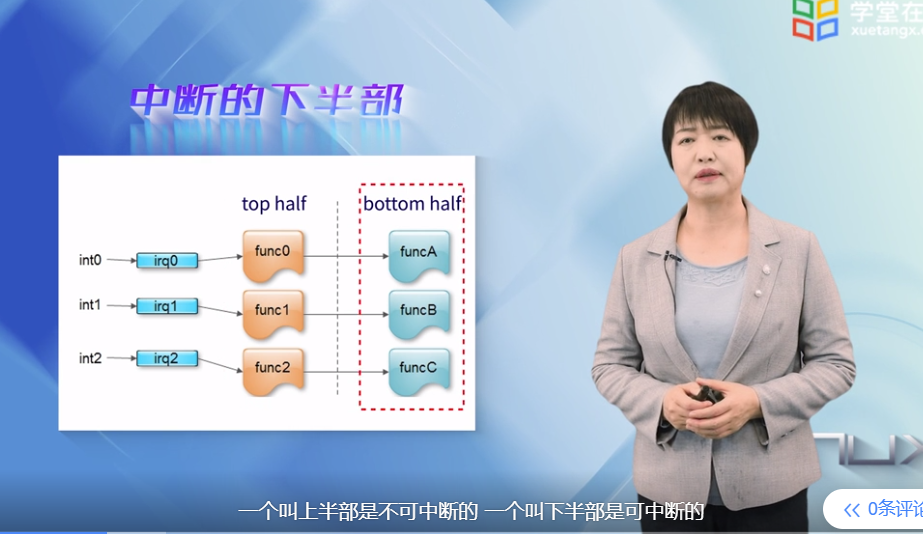 学堂在
xuetangx.
中断的下半部
top half
bottom half
int0
irq0
func0
funcA
int1
irq1
func1
funcB
int2
irq2
func2
funcC
一个叫上半部是不可中断的 一个叫下半部是可中断的
0条评论